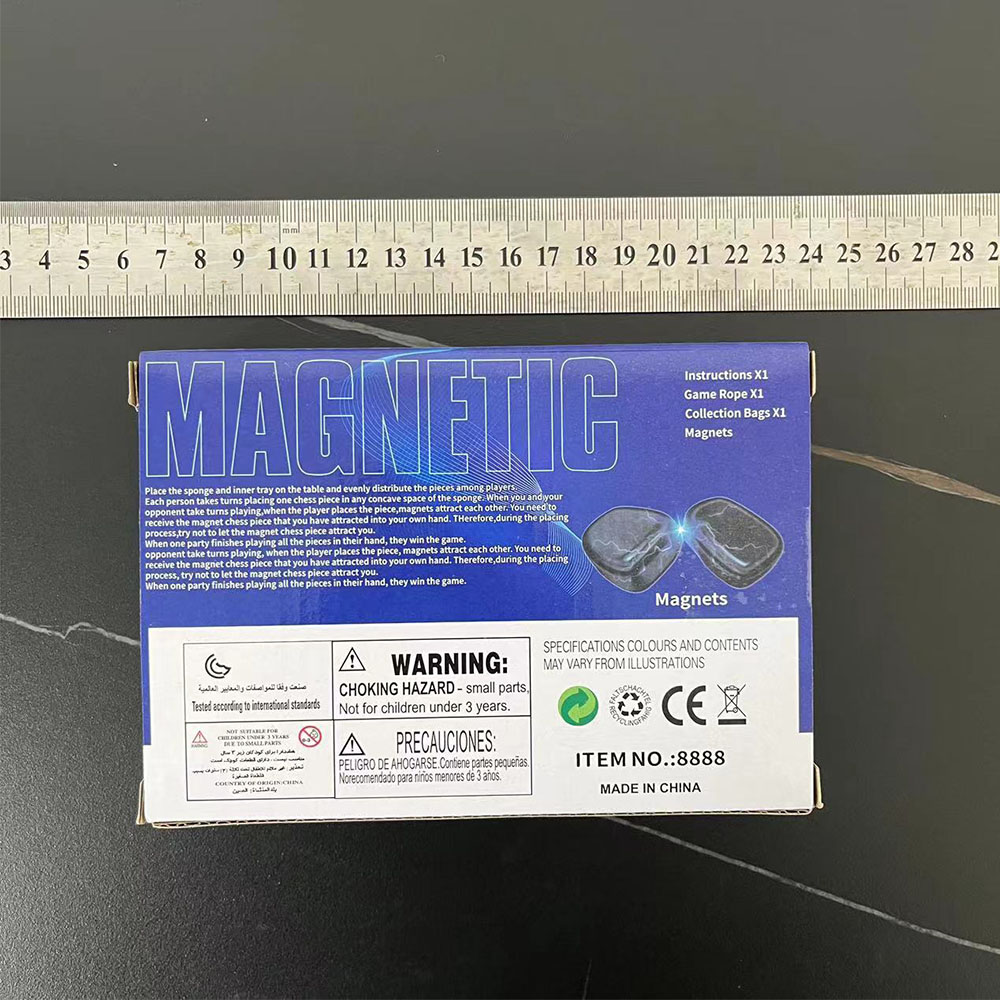 3 4 5 6 7 8 9 10 11 12 13 14 15 16 17 18 19 20 21 22 23 24 25 26 27 28
mm
MAGNETIC
Instructions X1
Game Rope X1
Collection Bags X1
Magnets
Place the sponge and inner tray on the table and evenly distribute the pieces among players.
Each person takes turns placing one chess piece in any concave space of the sponge. When you and your
opponent take turns playing,when the player places the piece,magnets attract each other. You need to
receive the magnet chess piece that you have attracted into your own hand. THerefore,during the placing
process,try not to let the magnet chess piece attract you.
When one party finishes playing all the pieces in their hand, they win the game.
opponent take turns playing, when the player places the piece, magnets attract each other. You need to
receive the magnet chess piece that you have attracted into your own hand. THerefore,during the placing
process, try not to let the magnet chess piece attract you.
When one party finishes playing all the pieces in their hand, they win the game.
Magnets
صنعت وفقا للمواصفات والمعايير العالمية
Tested according to international standards
WARNING
NOT SUITABLE FOR
CHILDREN UNDER 3 YEARS
DUE TO SMALL PARTS
COUNTRY OF ORIGIN:CHINA
بلد المنشاء: الصين
WARNING:
CHOKING HAZARD - small parts,
Not for children under 3 years.
PRECAUCIONES:
PELIGRO DE AHOGARSE.Contiene partes pequeñas.
Norecomendado para niños menores de 3 años.
SPECIFICATIONS COLOURS AND CONTENTS
MAY VARY FROM ILLUSTRATIONS
FALTSCHACHTEL
RECYCLINGFÄHIG
CE
ITEM NO.:8888
MADE IN CHINA